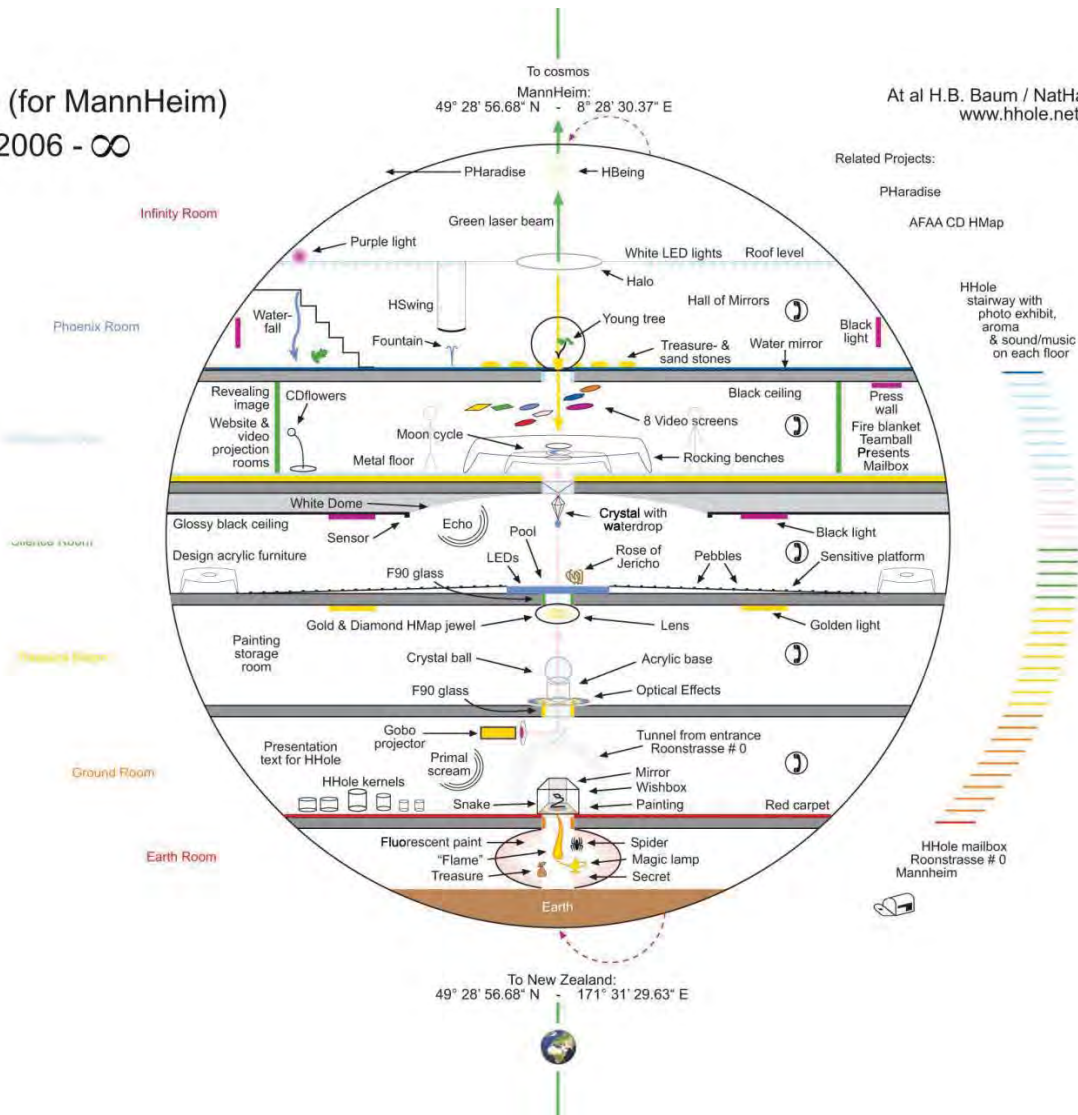 To cosmos
(for MannHeim)
2006 - ∞
MannHeim:
49° 28’ 56.68“ N - 8° 28’ 30.37“ E
At al H.B. Baum / NatHa
www.hhole.net
Related Projects:
PHaradise
AFAA CD HMap
Infinity Room
PHaradise
HBeing
Green laser beam
Purple light
White LED lights
Roof level
Halo
Phoenix Room
Water-
fall
HSwing
Fountain
Hall of Mirrors
Young tree
Treasure- &
sand stones
Water mirror
Black
light
HHole
stairway with
photo exhibit,
aroma
& sound/music
on each floor
Revealing
image
Website &
video
projection
rooms
CDflowers
Black ceiling
8 Video screens
Moon cycle
Metal floor
Rocking benches
Press
wall
Fire blanket
Teamball
Presents
Mailbox
White Dome
Glossy black ceiling
Sensor
Echo
Crystal with
waterdrop
Black light
Silence Room
Design acrylic furniture
Pool
LEDs
Rose of
Jericho
Pebbles
Sensitive platform
F90 glass
Gold & Diamond HMap jewel
Lens
Golden light
Painting
storage
room
Crystal ball
Acrylic base
F90 glass
Optical Effects
Ground Room
Gobo
projector
Presentation
text for HHole
Primal
scream
Tunnel from entrance
Roonstrasse # 0
HHole kernels
Mirror
Wishbox
Snake
Painting
Red carpet
Earth Room
Fluorescent paint
Spider
“Flame”
Magic lamp
Treasure
Secret
Earth
HHole mailbox
Roonstrasse # 0
Mannheim
To New Zealand:
49° 28’ 56.68“ N - 171° 31’ 29.63“ E